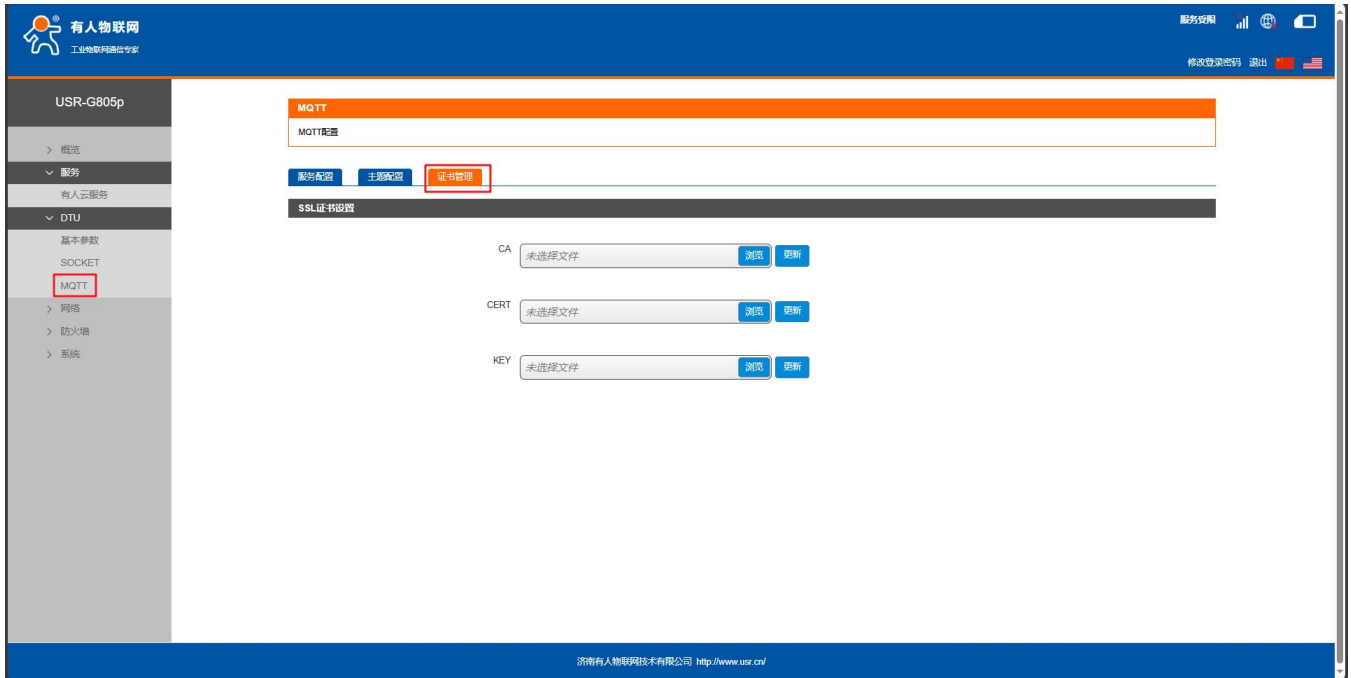 有人物联网
工业物联网通信专家
服务受限
修改登录密码 退出
USR-G805p
概览
服务
有人云服务
DTU
基本参数
SOCKET
MQTT
网络
防火墙
系统
MQTT
MQTT配置
服务配置 主题配置 证书管理
SSL证书设置
CA 未选择文件 浏览 更新
CERT 未选择文件 浏览 更新
KEY 未选择文件 浏览 更新
济南有人物联网技术有限公司 http://www.usr.cn/